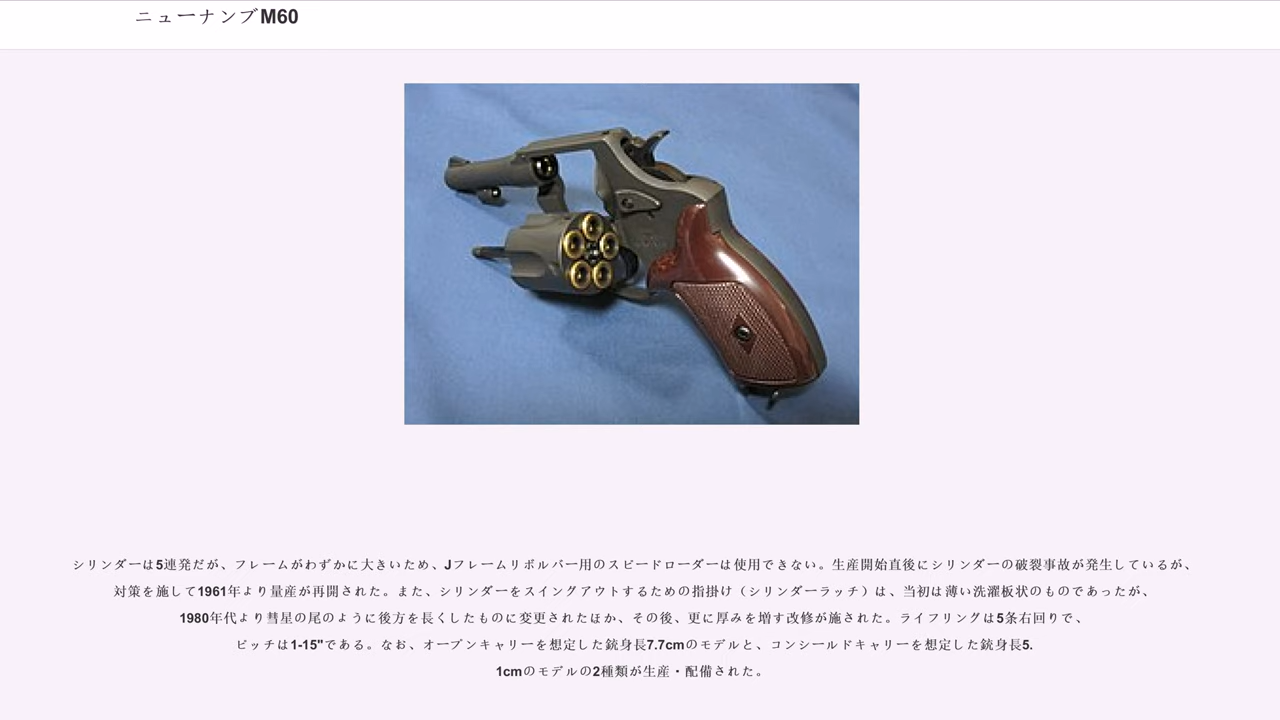 ニューナンブM60
シリンダーは5連発だが、フレームがわずかに大きいため、Jフレームリボルバー用のスピードローダーは使用できない。生産開始直後にシリンダーの破裂事故が発生しているが、
対策を施して1961年より量産が再開された。また、シリンダーをスイングアウトするための指掛け（シリンダーラッチ）は、当初は薄い洗濯板状のものであったが、
1980年代より彗星の尾のように後方を長くしたものに変更されたほか、その後、更に厚みを増す改修が施された。ライフリングは5条右回りで、
ピッチは1-15"である。なお、オープンキャリーを想定した銃身長7.7cmのモデルと、コンシールドキャリーを想定した銃身長5.
1cmのモデルの2種類が生産・配備された。